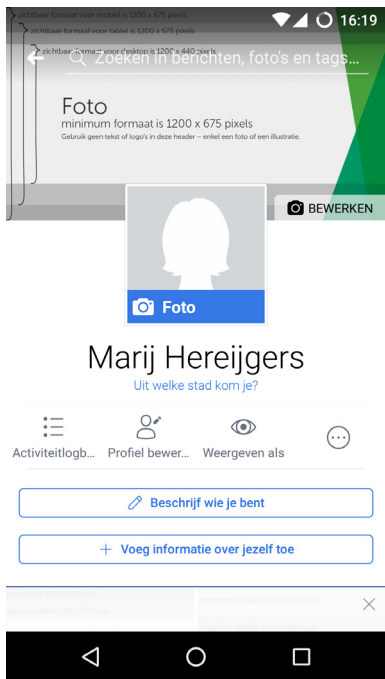 zichtbaar formaat voor mobiel is 1200 x 675 pixels
16:19
zichtbaar formaat voor tablet is 1200 x 575 pixels
zichtbaar formaat voor desktop is 1200 x 440 pixels
Zoeken in berichten, foto's en tags...
Foto
minimum formaat is 1200 x 675 pixels
Gebruik geen tekst of logo's in deze header – enkel een foto of een illustratie.
BEWERKEN
Foto
Marij Hereijgers
Uit welke stad kom je?
Activiteitlogb... Profiel bewer... Weergeven als
Beschrijf wie je bent
Voeg informatie over jezelf toe